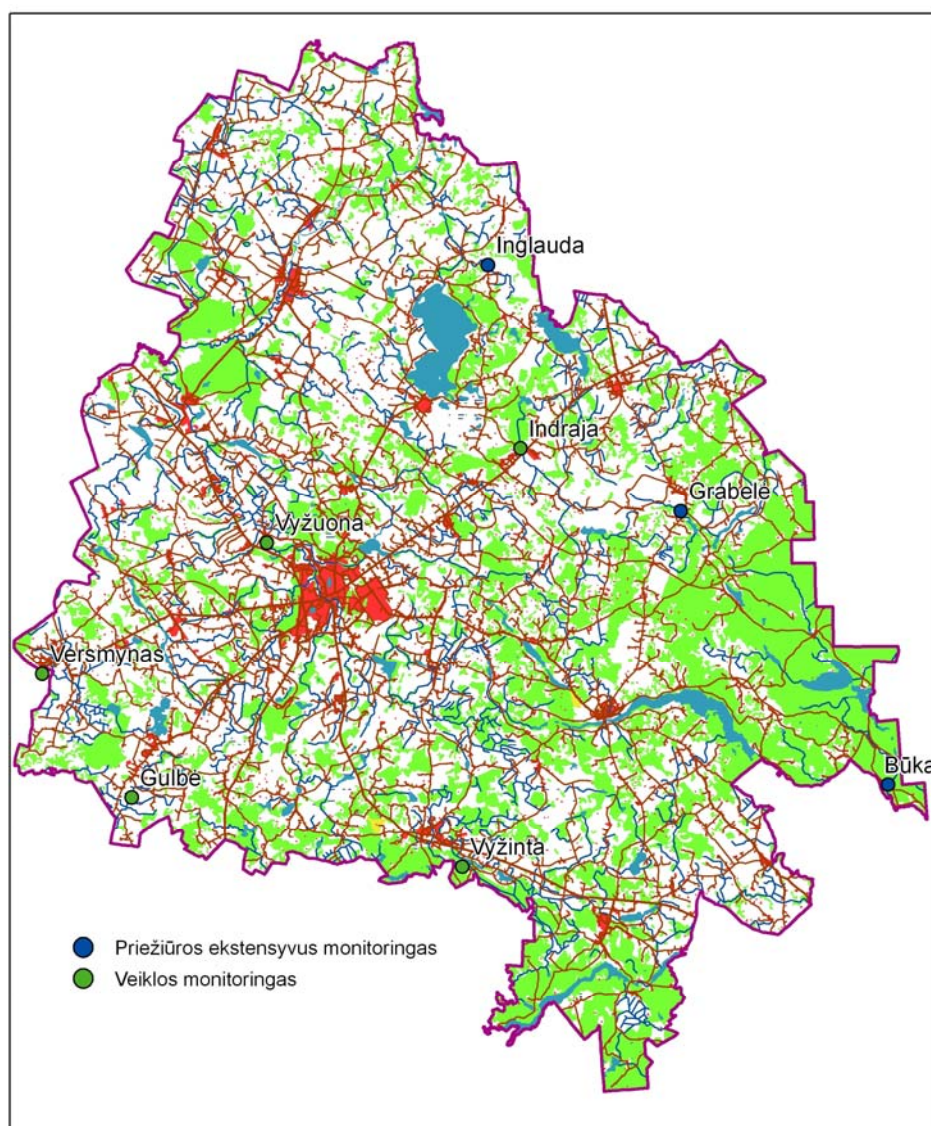 Inglauda
Indraja
Grabelė
Vyžuona
Versmynas
Būka
Gulbė
Vyžinta
Priežiūros ekstensyvus monitoringas
Veiklos monitoringas